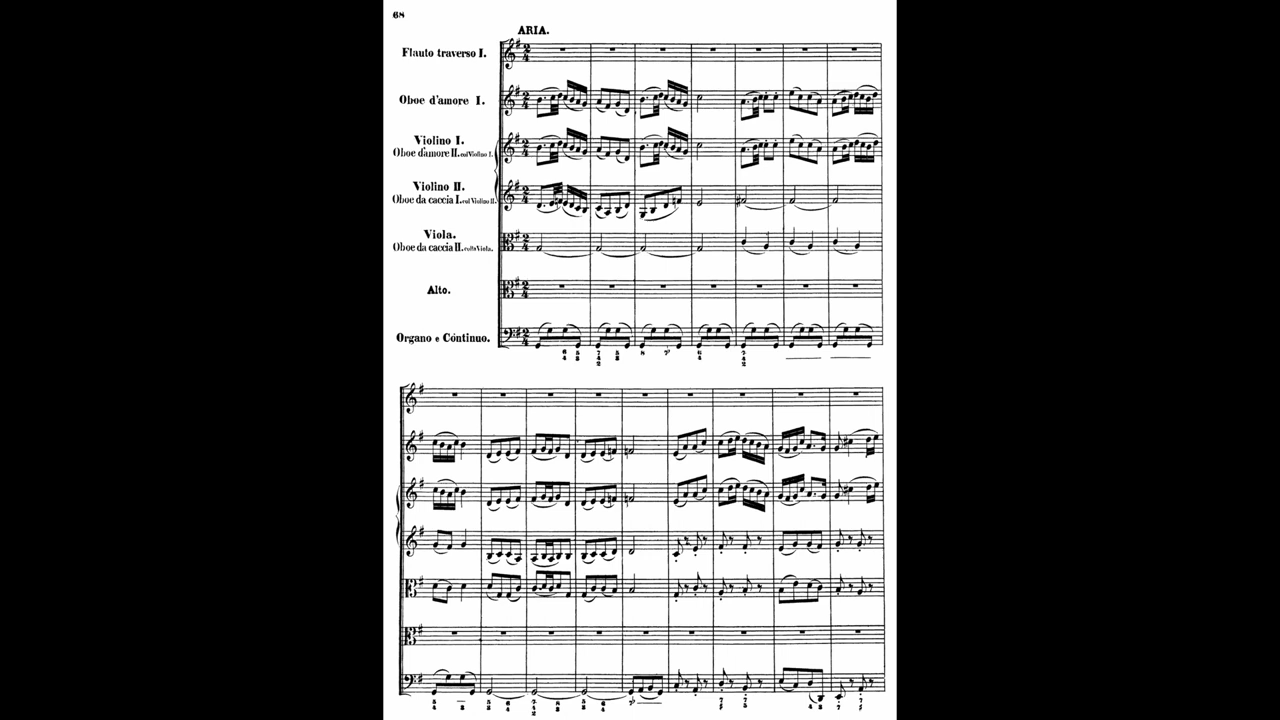 68
ARIA.
Flauto traverso I.
Oboe d'amore I.
Violino I.
Oboe d'amore II. col Violino I.
Violino II.
Oboe da caccia I. col Violino II.
Viola.
Oboe da caccia II. colla Viola.
Alto.
Organo e Continuo.